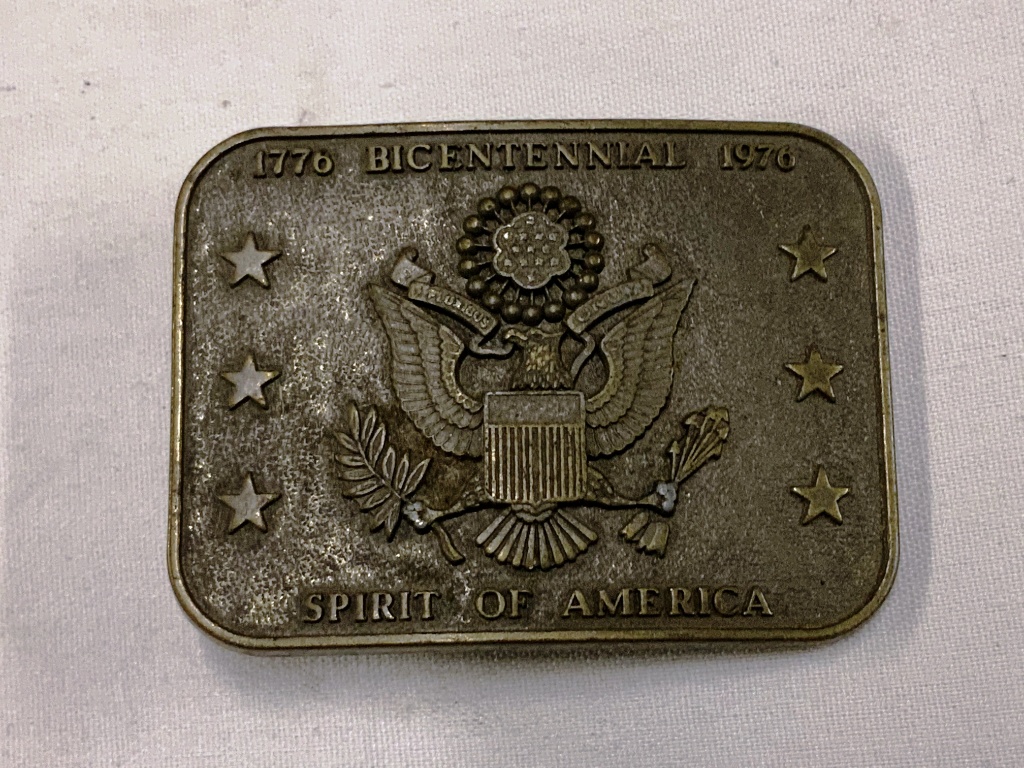 1776 BICENTENNIAL 1976
SPIRIT OF AMERICA